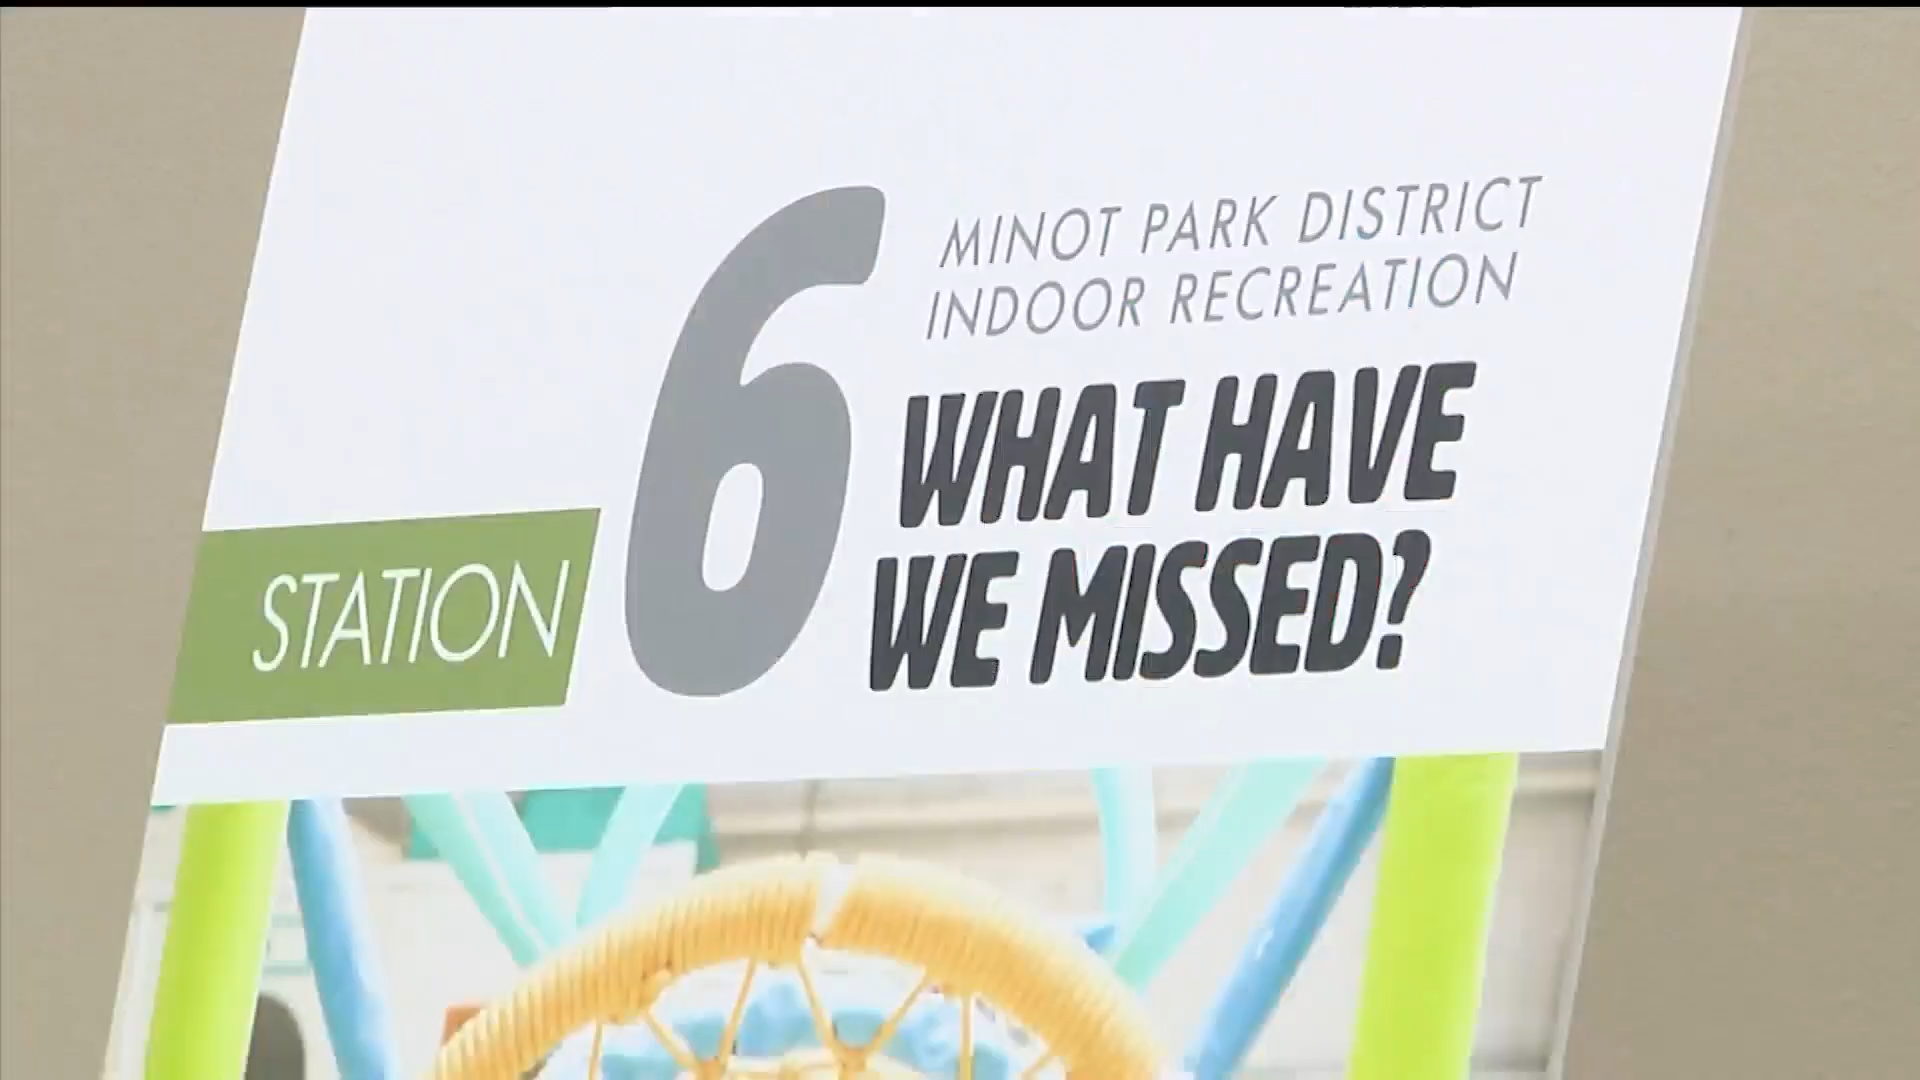 STATION
6
MINOT PARK DISTRICT
INDOOR RECREATION
WHAT HAVE
WE MISSED?